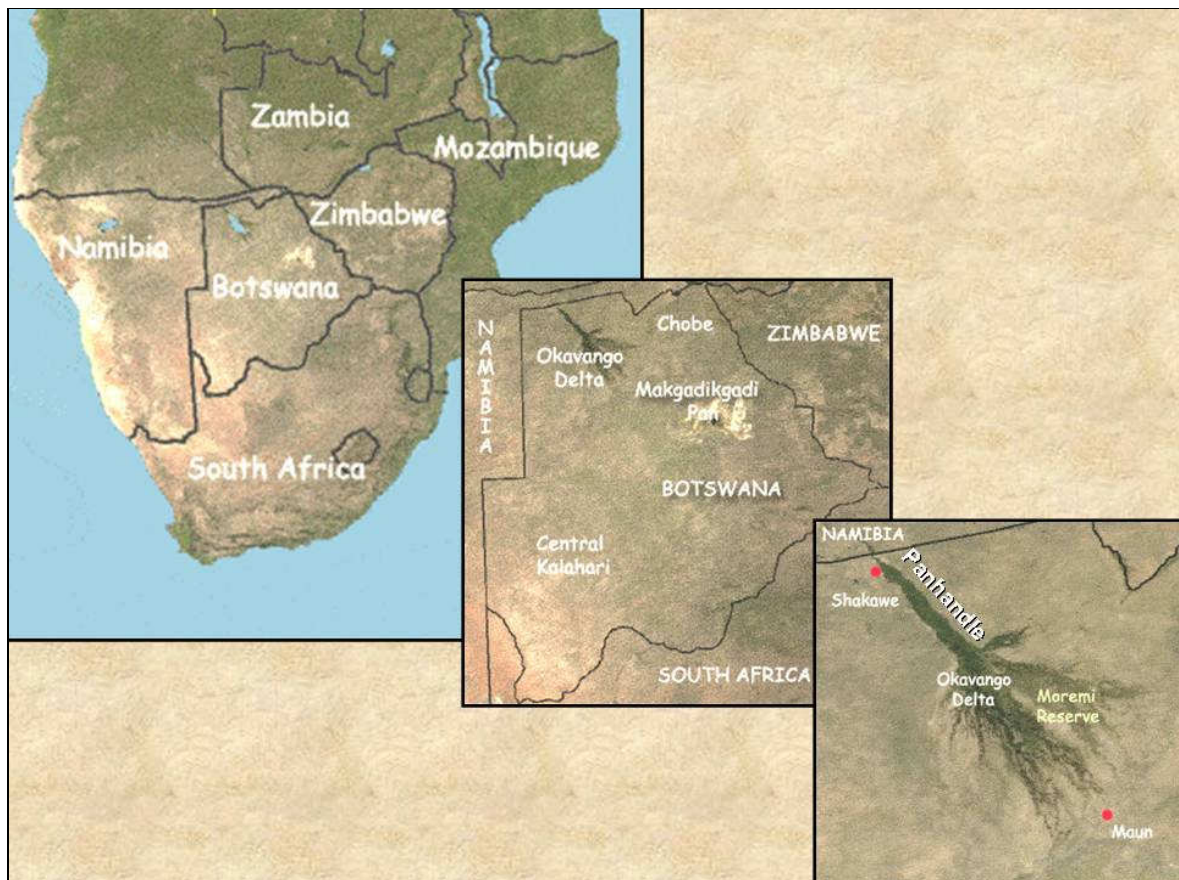 Zambia
Mozambique
Zimbabwe
Namibia
Botswana
South Africa
NAMIBIA
Chobe
ZIMBABWE
Okavango
Delta
Makgadikgadi
Pan
BOTSWANA
Central
Kalahari
SOUTH AFRICA
NAMIBIA
Panhandle
Shakawe
Okavango
Delta
Moremi
Reserve
Maun